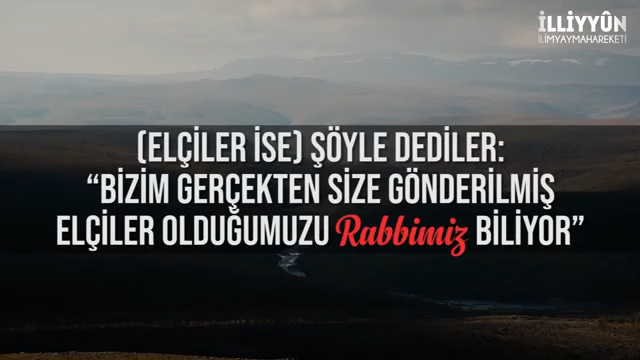 İLLİYYÛN
İLİMYAYMAHAREKETİ
(ELÇİLER İSE) ŞÖYLE DEDİLER:
“BİZİM GERÇEKTEN SİZE GÖNDERİLMİŞ
ELÇİLER OLDUĞUMUZU Rabbimiz BİLİYOR”